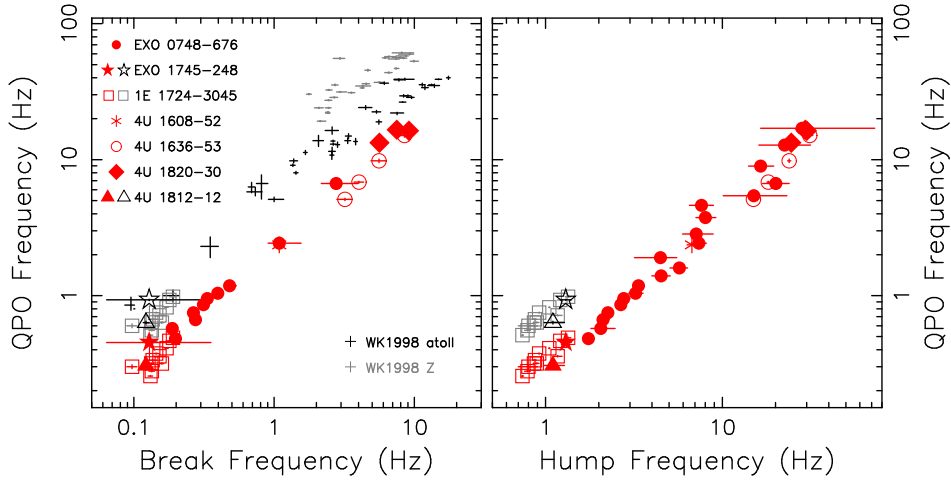 100
10
1
QPO Frequency (Hz)
EXO 0748-676
EXO 1745-248
1E 1724-3045
4U 1608-52
4U 1636-53
4U 1820-30
4U 1812-12
WK1998 atoll
WK1998 Z
0.1 1 10
Break Frequency (Hz)
1 10
Hump Frequency (Hz)
100
10
1
QPO Frequency (Hz)